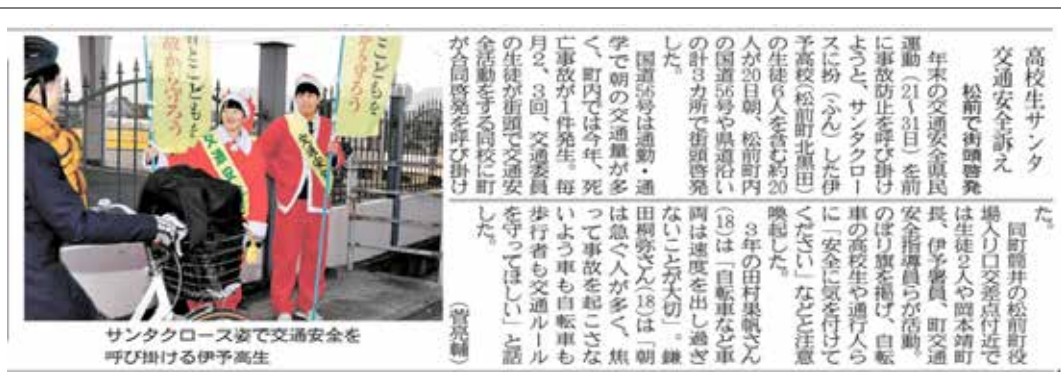 高校生サンタ
交通安全訴え
松前で街頭啓発
年末の交通安全県民
運動（21〜31日）を前
に事故防止を呼び掛け
ようと、サンタクロー
スに扮（ふん）した伊
予高校（松前町北黒田）
の生徒6人を含む約20
人が20日朝、松前町内
の国道56号や県道沿い
の計3カ所で街頭啓発
した。
国道56号は通勤・通
学で朝の交通量が多
く、町内では今年、死
亡事故が1件発生。毎
月2、3回、交通委員
の生徒が街頭で交通安
全活動をする同校に町
が合同啓発を呼び掛け
た。
同町筒井の松前町役
場入り口交差点付近で
は生徒2人や岡本靖町
長、伊予署員、町交通
安全指導員らが活動。
のぼり旗を掲げ、自転
車の高校生や通行人ら
に「安全に気を付けて
ください」などと注意
喚起した。
3年の田村果帆さん
(18)は「自転車など車
両は速度を出し過ぎ
ないことが大切」。鎌
田桐弥さん(18)は「朝
は急ぐ人が多く、焦
って事故を起こさな
いよう車も自転車も
歩行者も交通ルール
を守ってほしい」と話
した。
（菅亮輔）
こどもを
故から守ろう
サンタクロース姿で交通安全を
呼び掛ける伊予高生